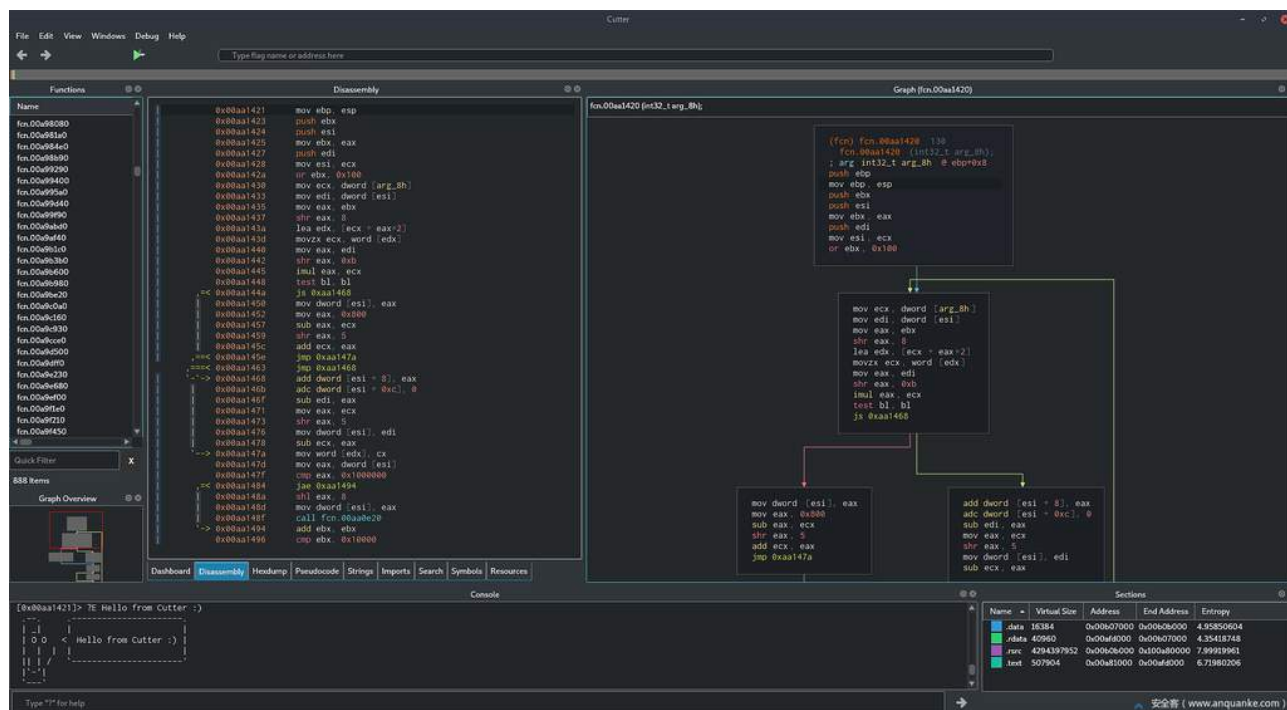 Cutter
File Edit View Windows Debug Help
Type flag name or address here
Functions
Name
fcn.00a98080
fcn.00a981a0
fcn.00a984e0
fcn.00a98b90
fcn.00a99290
fcn.00a99400
fcn.00a995a0
fcn.00a99d40
fcn.00a99f90
fcn.00a9abd0
fcn.00a9af40
fcn.00a9b1c0
fcn.00a9b3b0
fcn.00a9b600
fcn.00a9b980
fcn.00a9be20
fcn.00a9c0a0
fcn.00a9c160
fcn.00a9c930
fcn.00a9cce0
fcn.00a9d500
fcn.00a9dff0
fcn.00a9e230
fcn.00a9e680
fcn.00a9ef00
fcn.00a9f1e0
fcn.00a9f210
fcn.00a9f450
Quick Filter X
888 Items
Graph Overview
Disassembly
0x00aa1421 mov ebp, esp
0x00aa1423 push ebx
0x00aa1424 push esi
0x00aa1425 mov ebx, eax
0x00aa1427 push edi
0x00aa1428 mov esi, ecx
0x00aa142a or ebx, 0x100
0x00aa1430 mov ecx, dword [arg_8h]
0x00aa1433 mov edi, dword [esi]
0x00aa1435 mov eax, ebx
0x00aa1437 shr eax, 8
0x00aa143a lea edx, [ecx + eax*2]
0x00aa143d movzx ecx, word [edx]
0x00aa1440 mov eax, edi
0x00aa1442 shr eax, 0xb
0x00aa1445 imul eax, ecx
0x00aa1448 test bl, bl
,=< 0x00aa144a js 0xaa1468
| 0x00aa1450 mov dword [esi], eax
| 0x00aa1452 mov eax, 0x800
| 0x00aa1457 sub eax, ecx
| 0x00aa1459 shr eax, 5
| 0x00aa145c add ecx, eax
,==< 0x00aa145e jmp 0xaa147a
,===< 0x00aa1463 jmp 0xaa1468
`-`-> 0x00aa1468 add dword [esi + 8], eax
| 0x00aa146b adc dword [esi + 0xc], 0
| 0x00aa146f sub edi, eax
| 0x00aa1471 mov eax, ecx
| 0x00aa1473 shr eax, 5
| 0x00aa1476 mov dword [esi], edi
| 0x00aa1478 sub ecx, eax
`--> 0x00aa147a mov word [edx], cx
0x00aa147d mov eax, dword [esi]
0x00aa147f cmp eax, 0x1000000
,=< 0x00aa1484 jae 0xaa1494
| 0x00aa148a shl eax, 8
| 0x00aa148d mov dword [esi], eax
| 0x00aa148f call fcn.00aa0e20
`-> 0x00aa1494 add ebx, ebx
0x00aa1496 cmp ebx, 0x10000
Dashboard Disassembly Hexdump Pseudocode Strings Imports Search Symbols Resources
Graph (fcn.00aa1420)
fcn.00aa1420 (int32_t arg_8h);
(fcn) fcn.00aa1420 130
fcn.00aa1420 (int32_t arg_8h);
; arg int32_t arg_8h @ ebp+0x8
push ebp
mov ebp, esp
push ebx
push esi
mov ebx, eax
push edi
mov esi, ecx
or ebx, 0x100
mov ecx, dword [arg_8h]
mov edi, dword [esi]
mov eax, ebx
shr eax, 8
lea edx, [ecx + eax*2]
movzx ecx, word [edx]
mov eax, edi
shr eax, 0xb
imul eax, ecx
test bl, bl
js 0xaa1468
mov dword [esi], eax
mov eax, 0x800
sub eax, ecx
shr eax, 5
add ecx, eax
jmp 0xaa147a
add dword [esi + 8], eax
adc dword [esi + 0xc], 0
sub edi, eax
mov eax, ecx
shr eax, 5
mov dword [esi], edi
sub ecx, eax
Console
[0x00aa1421]> ?E Hello from Cutter :)
< Hello from Cutter :) |
Type "?" for help
Sections
Name Virtual Size Address End Address Entropy
.data 16384 0x00b07000 0x00b0b000 4.95850604
.rdata 40960 0x00afd000 0x00b07000 4.35418748
.rsrc 4294397952 0x00b0b000 0x100a80000 7.99919961
.text 507904 0x00a81000 0x00afd000 6.71980206
安全客 ( www.anquanke.com )